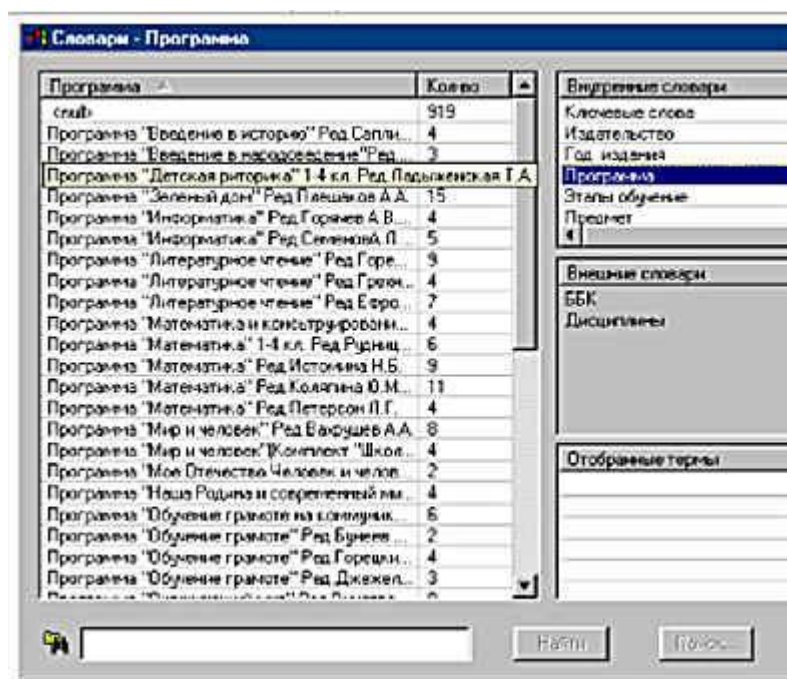 Словари - Программа
Программа Кол-во
<null> 919
Программа "Введение в историю" Ред Сапли... 4
Программа "Введение в народоведение" Ред... 3
Программа "Детская риторика" 1-4 кл. Ред Ладыженская Т.А.
Программа "Зеленый дом" Ред Плешаков А.А. 15
Программа "Информатика" Ред Горячев А.В.... 4
Программа "Информатика" Ред Семенов А.Л... 5
Программа "Литературное чтение" Ред Горе... 9
Программа "Литературное чтение" Ред Грехн... 4
Программа "Литературное чтение" Ред Ефро... 7
Программа "Математика и конструировани... 4
Программа "Математика" 1-4 кл. Ред Рудниц... 6
Программа "Математика" Ред Истомина Н.Б. 9
Программа "Математика" Ред Колягина Ю.М... 11
Программа "Математика" Ред Петерсон Л.Г. 4
Программа "Мир и человек" Ред Вахрушев А.А. 8
Программа "Мир и человек" (Комплект "Школ... 4
Программа "Мое Отечество Человек и челов... 2
Программа "Наша Родина и современный ми... 4
Программа "Обучение грамоте на коммуник... 6
Программа "Обучение грамоте" Ред Бунеев ... 2
Программа "Обучение грамоте" Ред Горецки... 4
Программа "Обучение грамоте" Ред Джежел... 3
Внутренние словари
Ключевые слова
Издательство
Год издания
Программа
Этапы обучение
Предмет
Внешние словари
ББК
Дисциплины
Отобранные термы
Найти
Поиск...